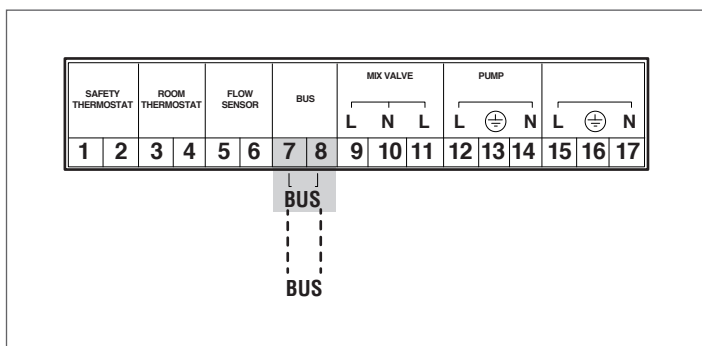 SAFETY THERMOSTAT ROOM THERMOSTAT FLOW SENSOR BUS MIX VALVE PUMP
L N L L N L N
1 2 3 4 5 6 7 8 9 10 11 12 13 14 15 16 17
BUS
BUS